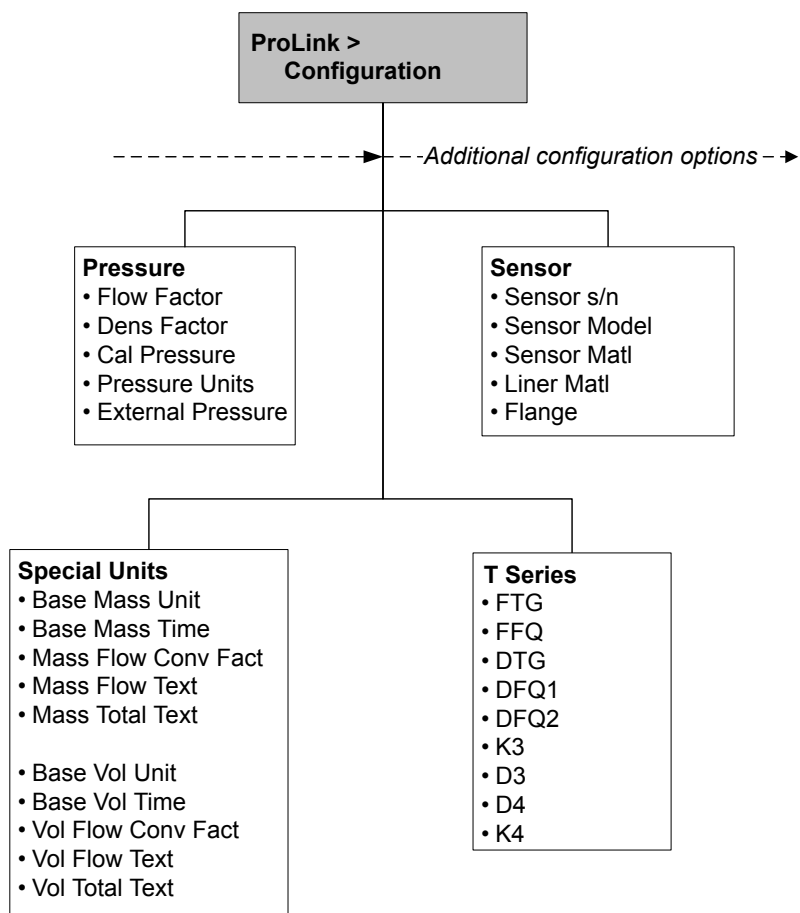 ProLink >
Configuration
Additional configuration options
Pressure
• Flow Factor
• Dens Factor
• Cal Pressure
• Pressure Units
• External Pressure
Sensor
• Sensor s/n
• Sensor Model
• Sensor Matl
• Liner Matl
• Flange
Special Units
• Base Mass Unit
• Base Mass Time
• Mass Flow Conv Fact
• Mass Flow Text
• Mass Total Text
• Base Vol Unit
• Base Vol Time
• Vol Flow Conv Fact
• Vol Flow Text
• Vol Total Text
T Series
• FTG
• FFQ
• DTG
• DFQ1
• DFQ2
• K3
• D3
• D4
• K4